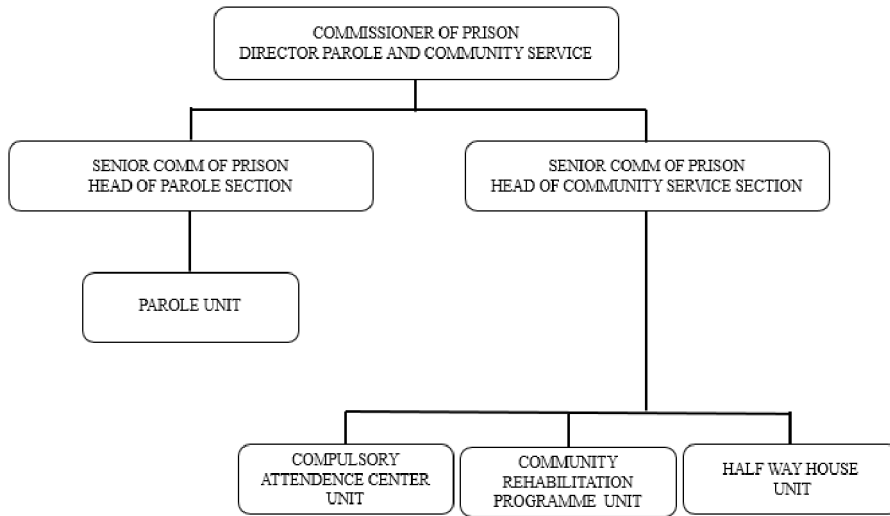 COMMISSIONER OF PRISON
DIRECTOR PAROLE AND COMMUNITY SERVICE
SENIOR COMM OF PRISON
HEAD OF PAROLE SECTION
SENIOR COMM OF PRISON
HEAD OF COMMUNITY SERVICE SECTION
PAROLE UNIT
COMPULSORY
ATTENDENCE CENTER
UNIT
COMMUNITY
REHABILITATION
PROGRAMME UNIT
HALF WAY HOUSE
UNIT